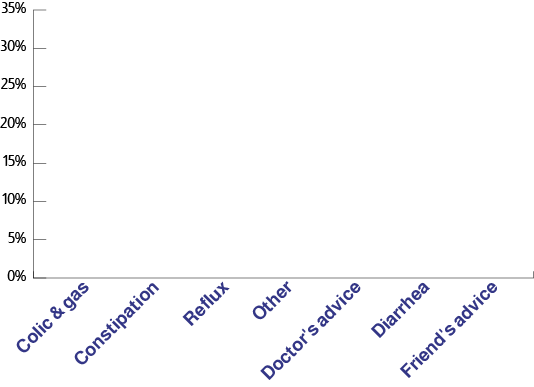 35%
30%
25%
20%
15%
10%
5%
0%
Colic & gas
Constipation
Reflux
Other
Doctor's advice
Diarrhea
Friend's advice